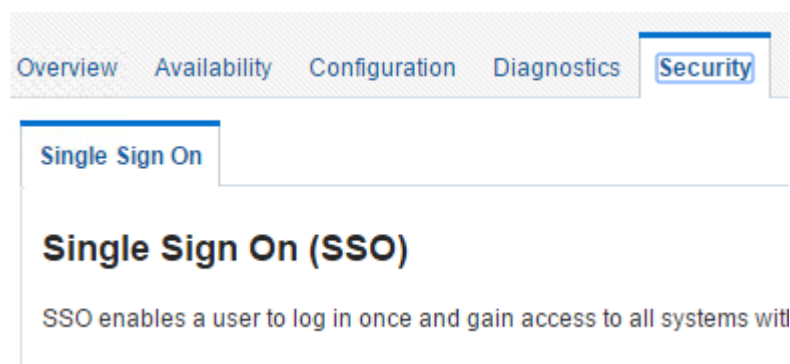 Overview Availability Configuration Diagnostics Security
Single Sign On
Single Sign On (SSO)
SSO enables a user to log in once and gain access to all systems